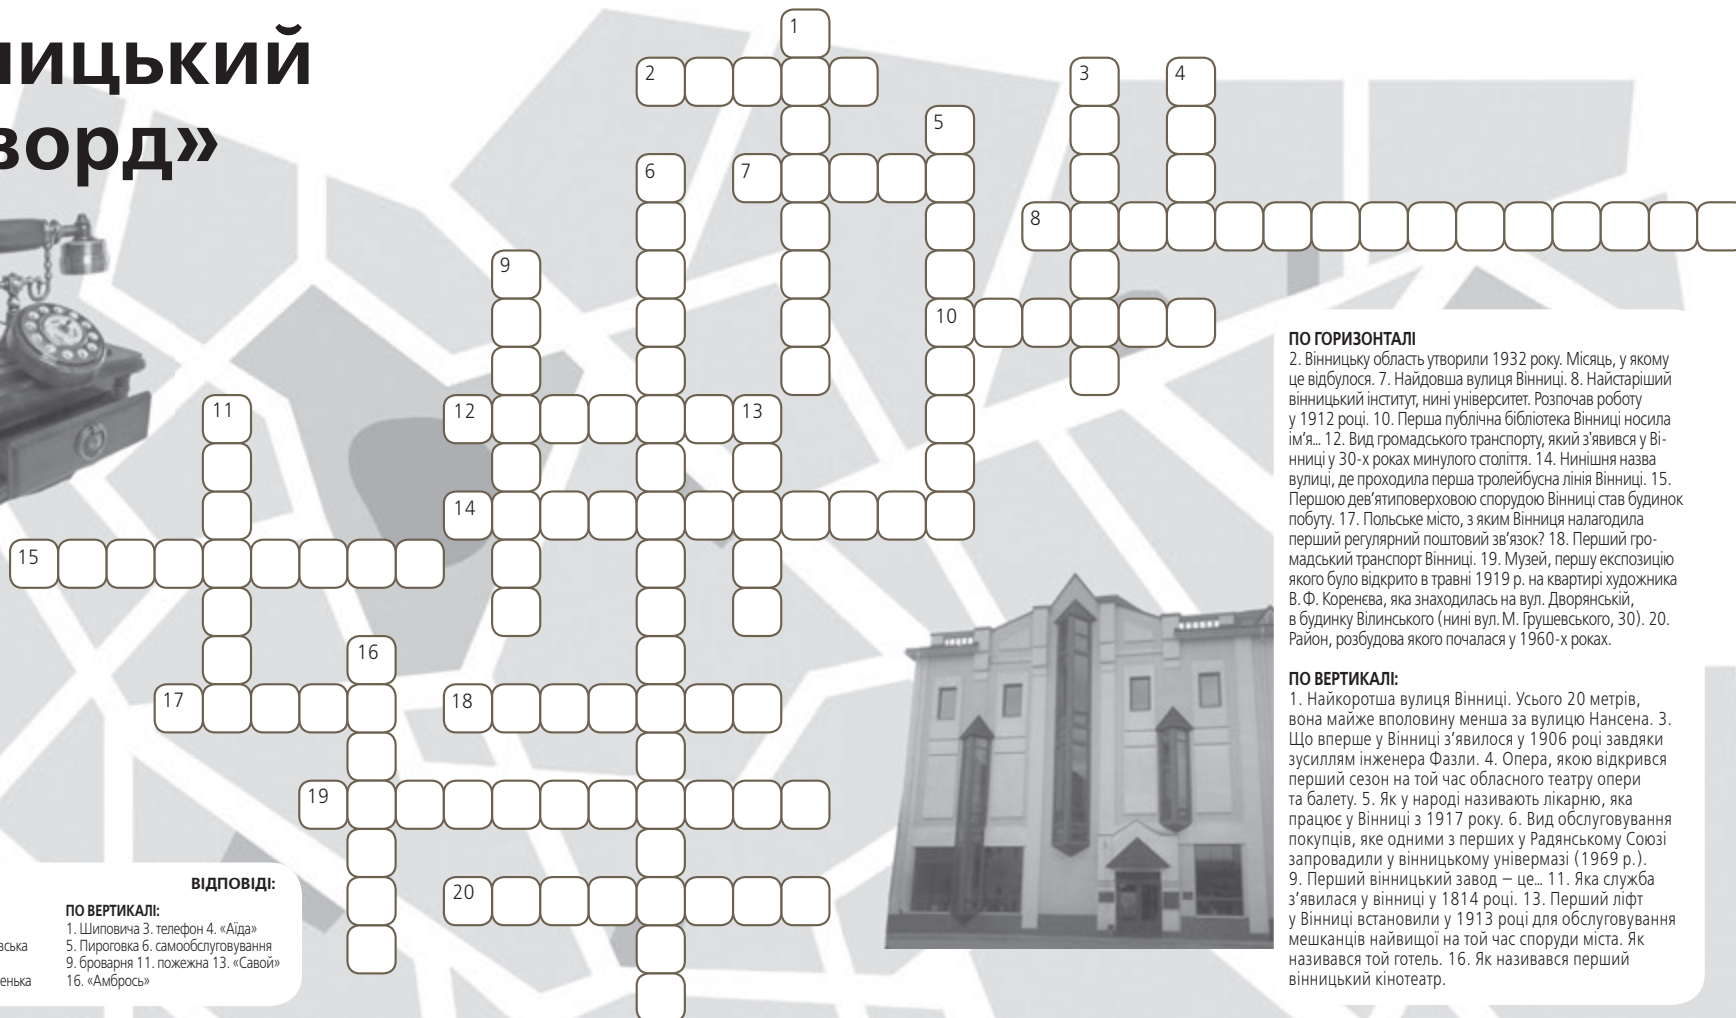 ницький
ворд»
1
2
3
4
5
6
7
8
9
10
11
12
13
14
15
16
17
18
19
20
ПО ГОРИЗОНТАЛІ
2. Вінницьку область утворили 1932 року. Місяць, у якому
це відбулося. 7. Найдовша вулиця Вінниці. 8. Найстаріший
вінницький інститут, нині університет. Розпочав роботу
у 1912 році. 10. Перша публічна бібліотека Вінниці носила
ім’я... 12. Вид громадського транспорту, який з'явився у Ві-
нниці у 30-х роках минулого століття. 14. Нинішня назва
вулиці, де проходила перша тролейбусна лінія Вінниці. 15.
Першою дев’ятиповерховою спорудою Вінниці став будинок
побуту. 17. Польське місто, з яким Вінниця налагодила
перший регулярний поштовий зв’язок? 18. Перший гро-
мадський транспорт Вінниці. 19. Музей, першу експозицію
якого було відкрито в травні 1919 р. на квартирі художника
В. Ф. Коренєва, яка знаходилась на вул. Дворянській,
в будинку Вілинського (нині вул. М. Грушевського, 30). 20.
Район, розбудова якого почалася у 1960-х роках.
ПО ВЕРТИКАЛІ:
1. Найкоротша вулиця Вінниці. Усього 20 метрів,
вона майже вполовину менша за вулицю Нансена. 3.
Що вперше у Вінниці з’явилося у 1906 році завдяки
зусиллям інженера Фазли. 4. Опера, якою відкрився
перший сезон на той час обласного театру опери
та балету. 5. Як у народі називають лікарню, яка
працює у Вінниці з 1917 року. 6. Вид обслуговування
покупців, яке одними з перших у Радянському Союзі
запровадили у вінницькому універмазі (1969 р.).
9. Перший вінницький завод – це... 11. Яка служба
з’явилася у вінниці у 1814 році. 13. Перший ліфт
у Вінниці встановили у 1913 році для обслуговування
мешканців найвищої на той час споруди міста. Як
називався той готель. 16. Як називався перший
вінницький кінотеатр.
ВІДПОВІДІ:
ПО ВЕРТИКАЛІ:
1. Шиповича 3. телефон 4. «Аїда»
5. Пироговка 6. самообслуговування
9. броварня 11. пожежна 13. «Савой»
16. «Амбрось»
вська
енька